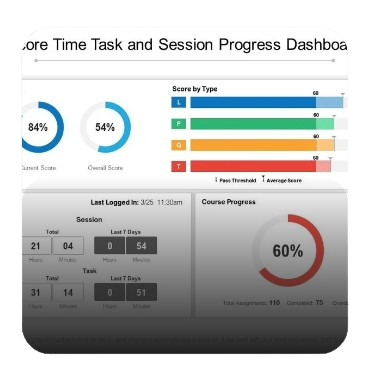 ore Time Task and Session Progress Dashboa
Score by Type
84%
54%
Current Score
Overall Score
60
L
60
P
60
G
60
T
Pass Threshold
Average Score
Last Logged In: 3/25 11:30am
Session
Total
Last 7 Days
21 04
0 54
Hours Minutes
Hours Minutes
Task
Total
Last 7 Days
31 14
0 51
Hours Minutes
Hours Minutes
Course Progress
60%
Total Assignments: 110 Completed: 75